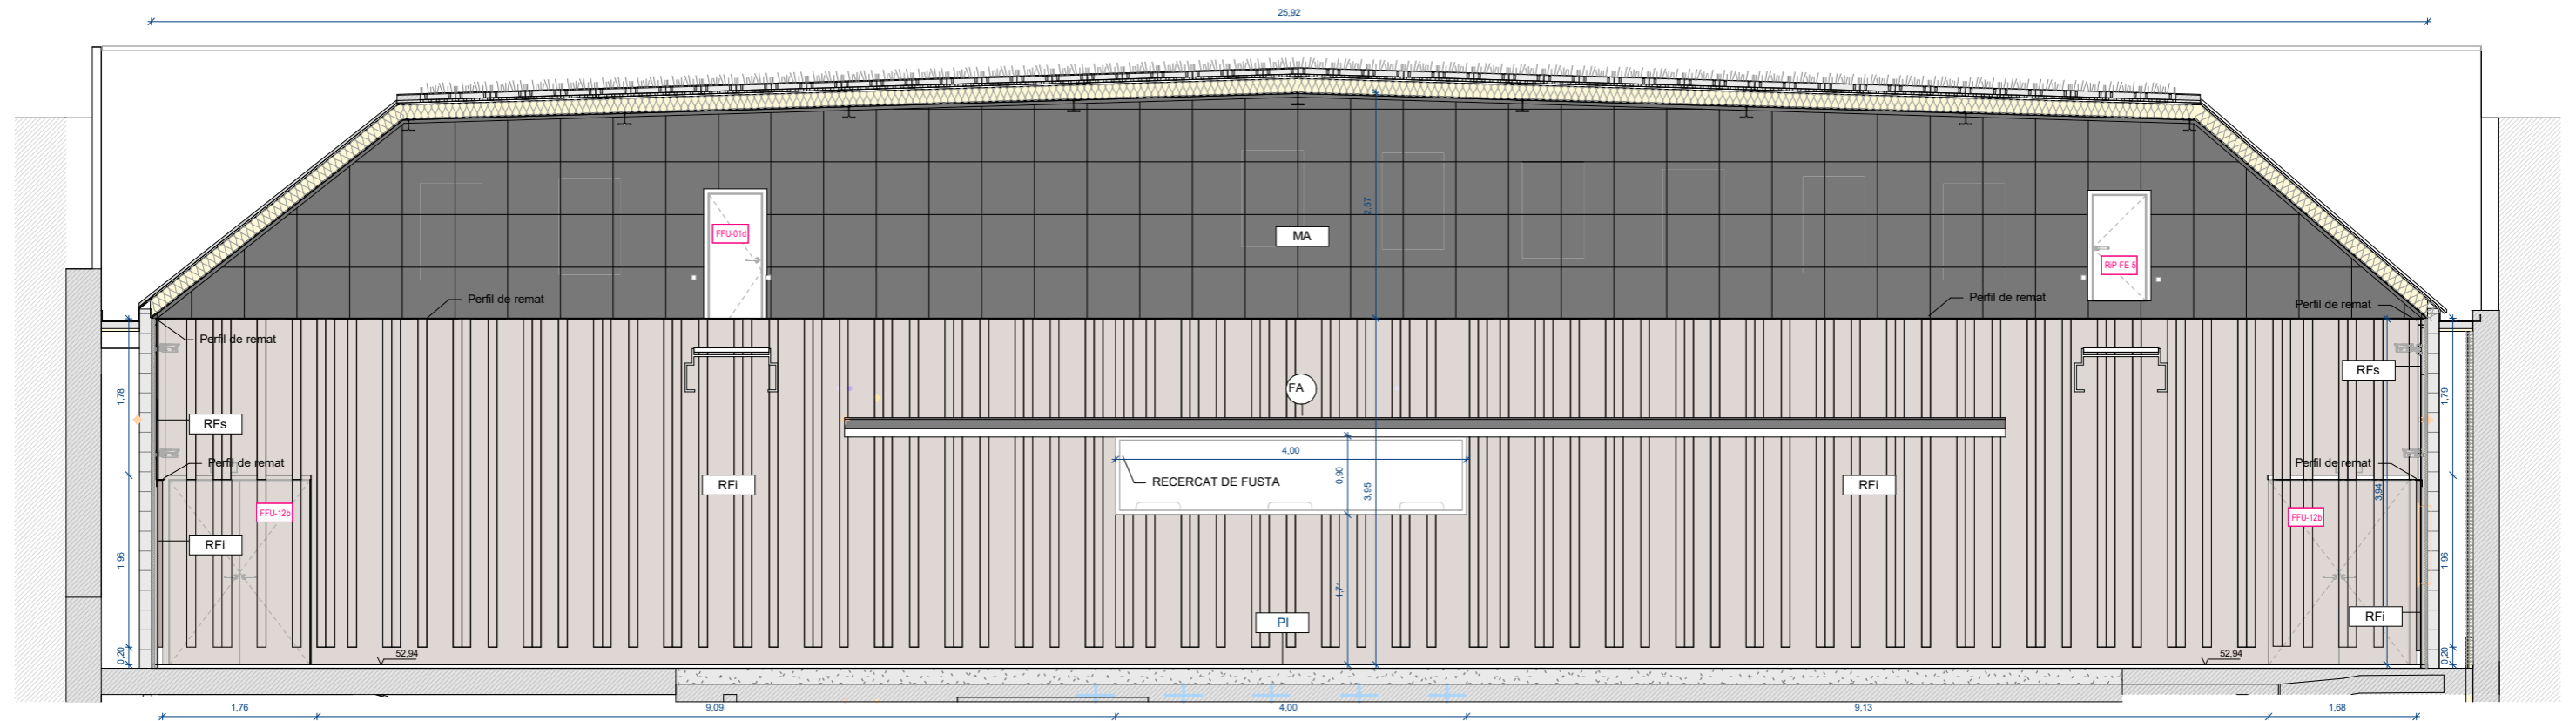 25,92
FFU-01d
MA
2,57
RiP-FE-5
Perfil de remat
Perfil de remat
Perfil de remat
Perfil de remat
1,78
RFs
FA
RFs
1,79
Perfil de remat
4,00
0,90
RECERCAT DE FUSTA
3,95
Perfil de remat
RFi
RFi
3,94
FFU-12b
FFU-12b
RFi
1,96
1,71
1,96
RFi
PI
0,20
52,94
52,94
0,20
1,76
9,09
4,00
9,13
1,68